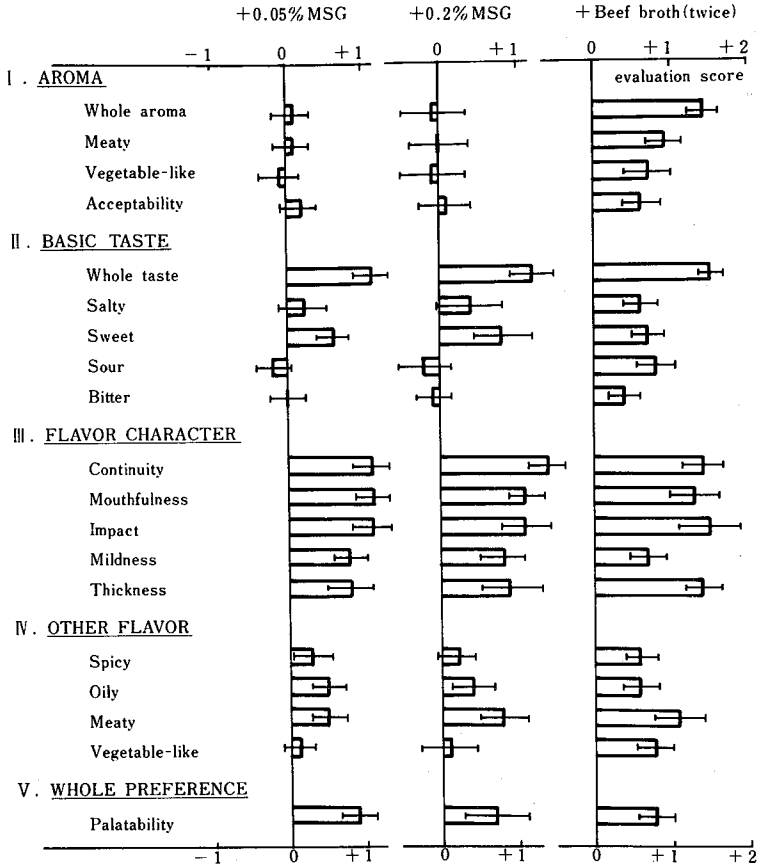 +0.05% MSG +0.2% MSG + Beef broth (twice)
−1 0 +1 0 +1 0 +1 +2
evaluation score
I. AROMA
Whole aroma
Meaty
Vegetable-like
Acceptability
II. BASIC TASTE
Whole taste
Salty
Sweet
Sour
Bitter
III. FLAVOR CHARACTER
Continuity
Mouthfulness
Impact
Mildness
Thickness
IV. OTHER FLAVOR
Spicy
Oily
Meaty
Vegetable-like
V. WHOLE PREFERENCE
Palatability
−1 0 +1 0 +1 0 +1 +2